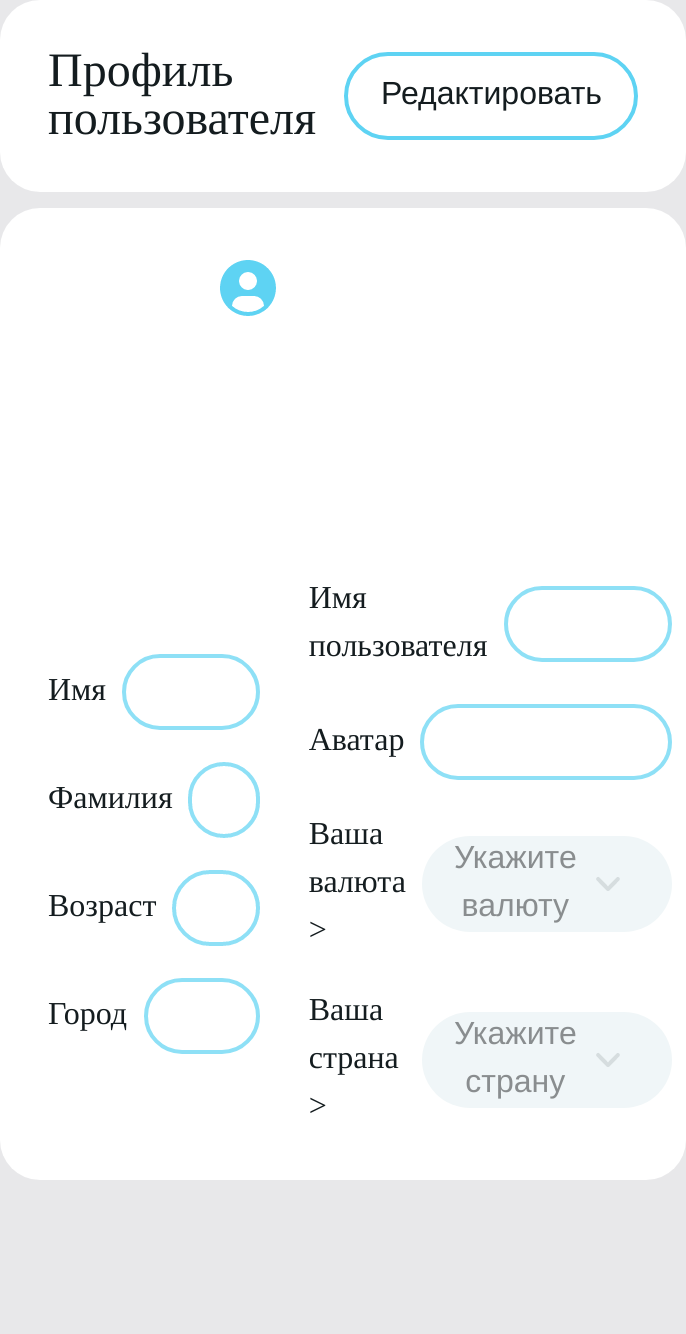 Профиль
пользователя
Редактировать
Имя
Фамилия
Возраст
Город
Имя
пользователя
Аватар
Ваша
валюта
>
Укажите
валюту
Ваша
страна
>
Укажите
страну